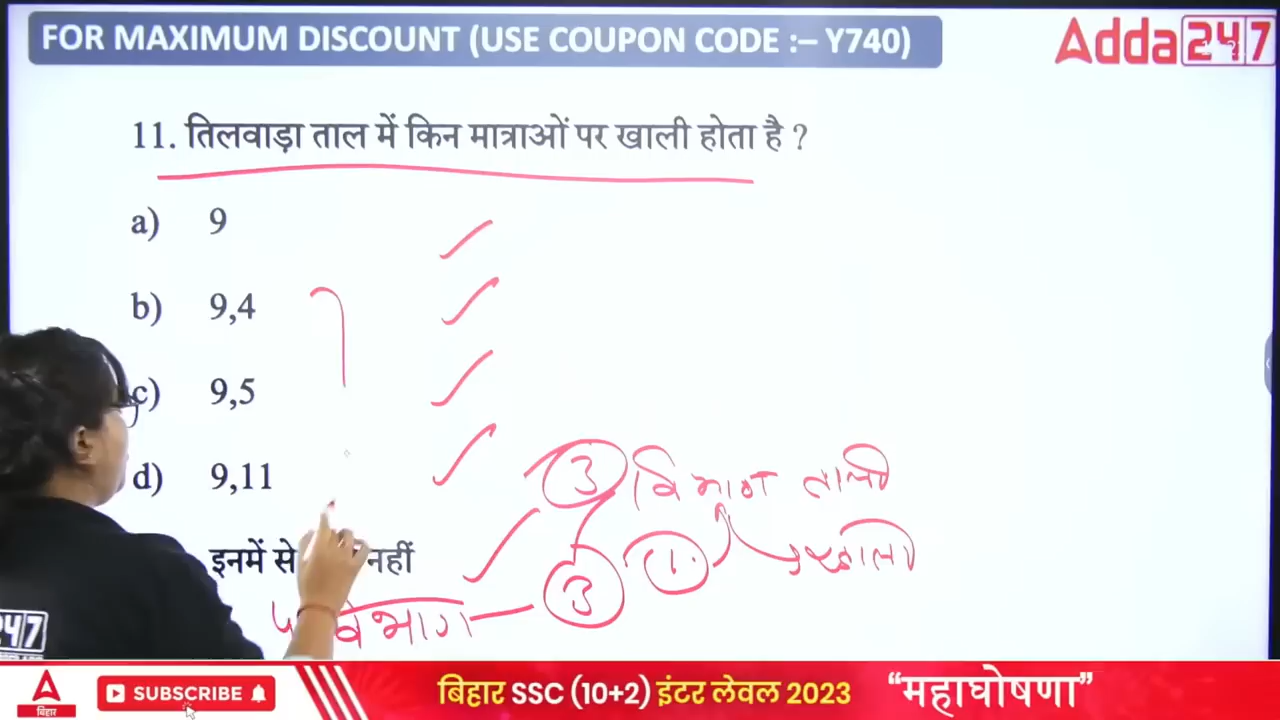 FOR MAXIMUM DISCOUNT (USE COUPON CODE :– Y740)
Adda247
11. तिलवाड़ा ताल में किन मात्राओं पर खाली होता है ?
a) 9
b) 9,4
c) 9,5
d) 9,11
इनमें से नहीं
3 विभाग ताली
1 खाली
विभाग 3
247
बिहार
SUBSCRIBE
बिहार SSC (10+2) इंटर लेवल 2023 “महाघोषणा”